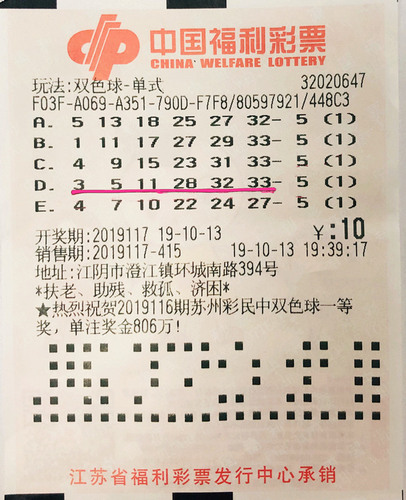 中国福利彩票
CHINA WELFARE LOTTERY
玩法:双色球-单式 32020647
F03F-A069-A351-790D-F7F8/80597921/448C3
A. 5 13 18 25 27 32- 5 (1)
B. 1 11 17 27 29 33- 5 (1)
C. 4 9 15 23 31 33- 5 (1)
D. 3 5 11 28 32 33- 5 (1)
E. 4 7 10 22 24 27- 5 (1)
开奖期:2019117 19-10-13 ¥:10
销售期:2019117-415 19-10-13 19:39:17
地址:江阴市澄江镇环城南路394号
*扶老、助残、救孤、济困*
★热烈祝贺2019116期苏州彩民中双色球一等
奖，单注奖金806万!
江苏省福利彩票发行中心承销